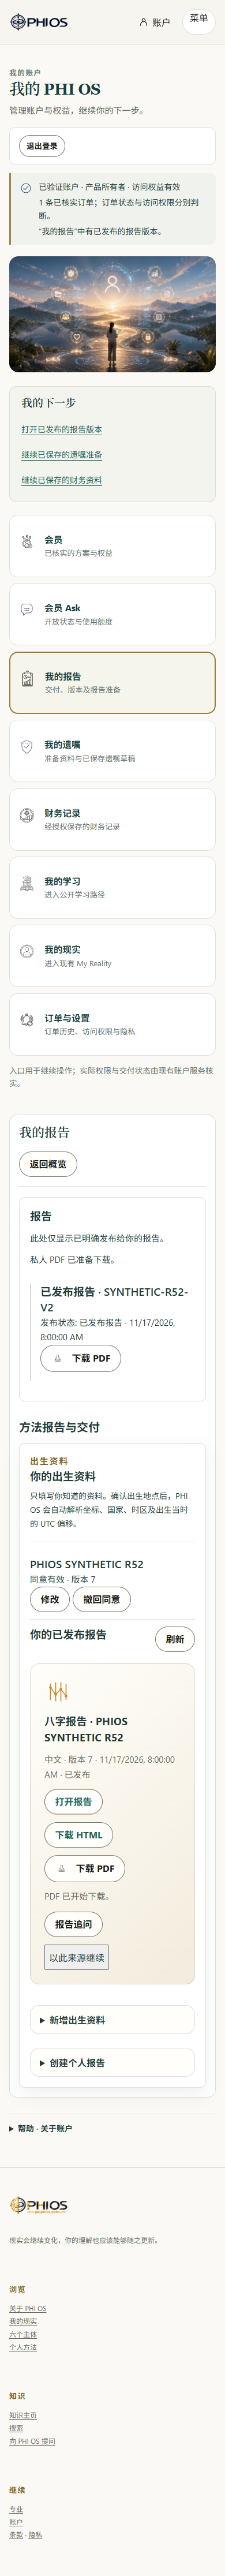 PHIOS
账户
菜单
我的账户
我的 PHI OS
管理账户与权益，继续你的下一步。
退出登录
已验证账户 · 产品所有者 · 访问权益有效
1 条已核实订单；订单状态与访问权限分别判
断。
“我的报告”中有已发布的报告版本。
我的下一步
打开已发布的报告版本
继续已保存的遗嘱准备
继续已保存的财务资料
会员
已核实的方案与权益
会员 Ask
开放状态与使用额度
我的报告
交付、版本及报告准备
我的遗嘱
准备资料与已保存遗嘱草稿
财务记录
经授权保存的财务记录
我的学习
进入公开学习路径
我的现实
进入现有 My Reality
订单与设置
订单历史、访问权限与隐私
入口用于继续操作；实际权限与交付状态由现有账户服务核
实。
我的报告
返回概览
报告
此处仅显示已明确发布给你的报告。
私人 PDF 已准备下载。
已发布报告 · SYNTHETIC-R52-
V2
发布状态: 已发布报告 · 11/17/2026,
8:00:00 AM
下载 PDF
方法报告与交付
出生资料
你的出生资料
只填写你知道的资料。确认出生地点后，PHI
OS 会自动解析坐标、国家、时区及出生当时
的 UTC 偏移。
PHIOS SYNTHETIC R52
同意有效 · 版本 7
修改
撤回同意
你的已发布报告
刷新
八字报告 · PHIOS
SYNTHETIC R52
中文 · 版本 7 · 11/17/2026, 8:00:00
AM · 已发布
打开报告
下载 HTML
下载 PDF
PDF 已开始下载。
报告追问
以此来源继续
新增出生资料
创建个人报告
帮助 · 关于账户
PHIOS
现实会继续变化，你的理解也应该能够随之更新。
浏览
关于 PHI OS
我的现实
六个主体
个人方法
知识
知识主页
搜索
向 PHI OS 提问
继续
专业
账户
条款 · 隐私